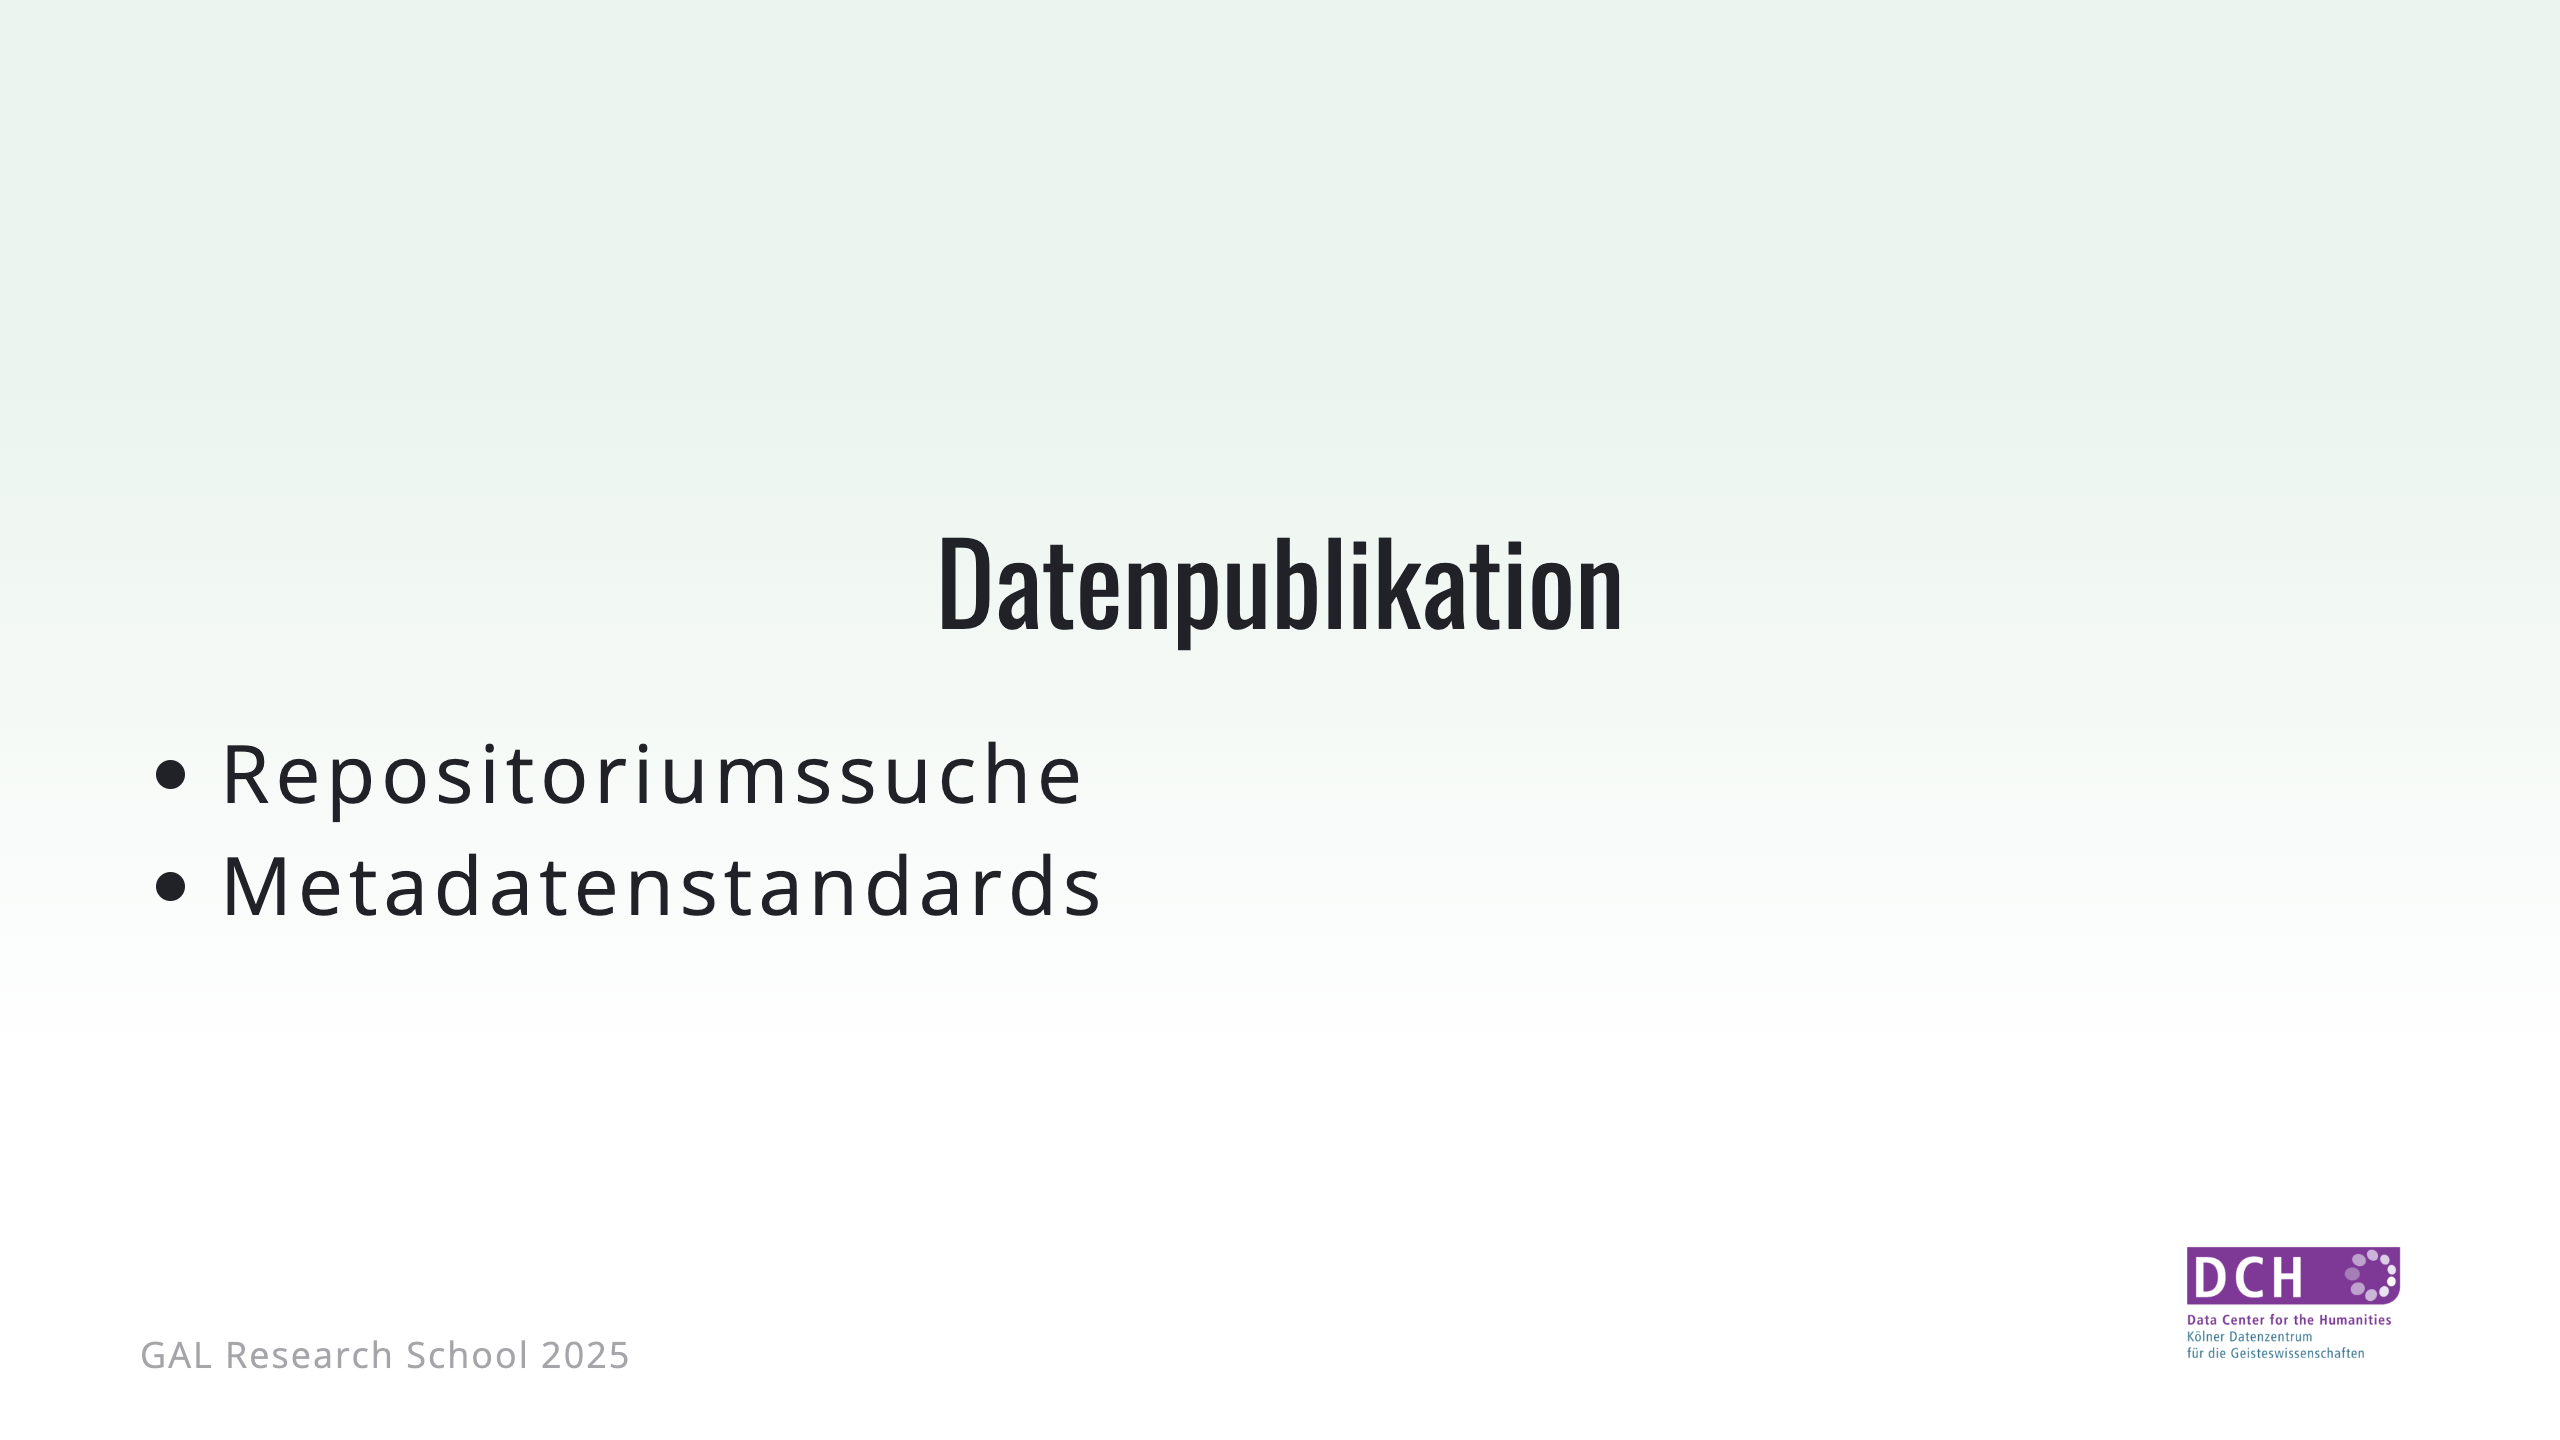 Datenpublikation
• Repositoriumssuche
• Metadatenstandards
GAL Research School 2025
DCH
Data Center for the Humanities
Kölner Datenzentrum
für die Geisteswissenschaften